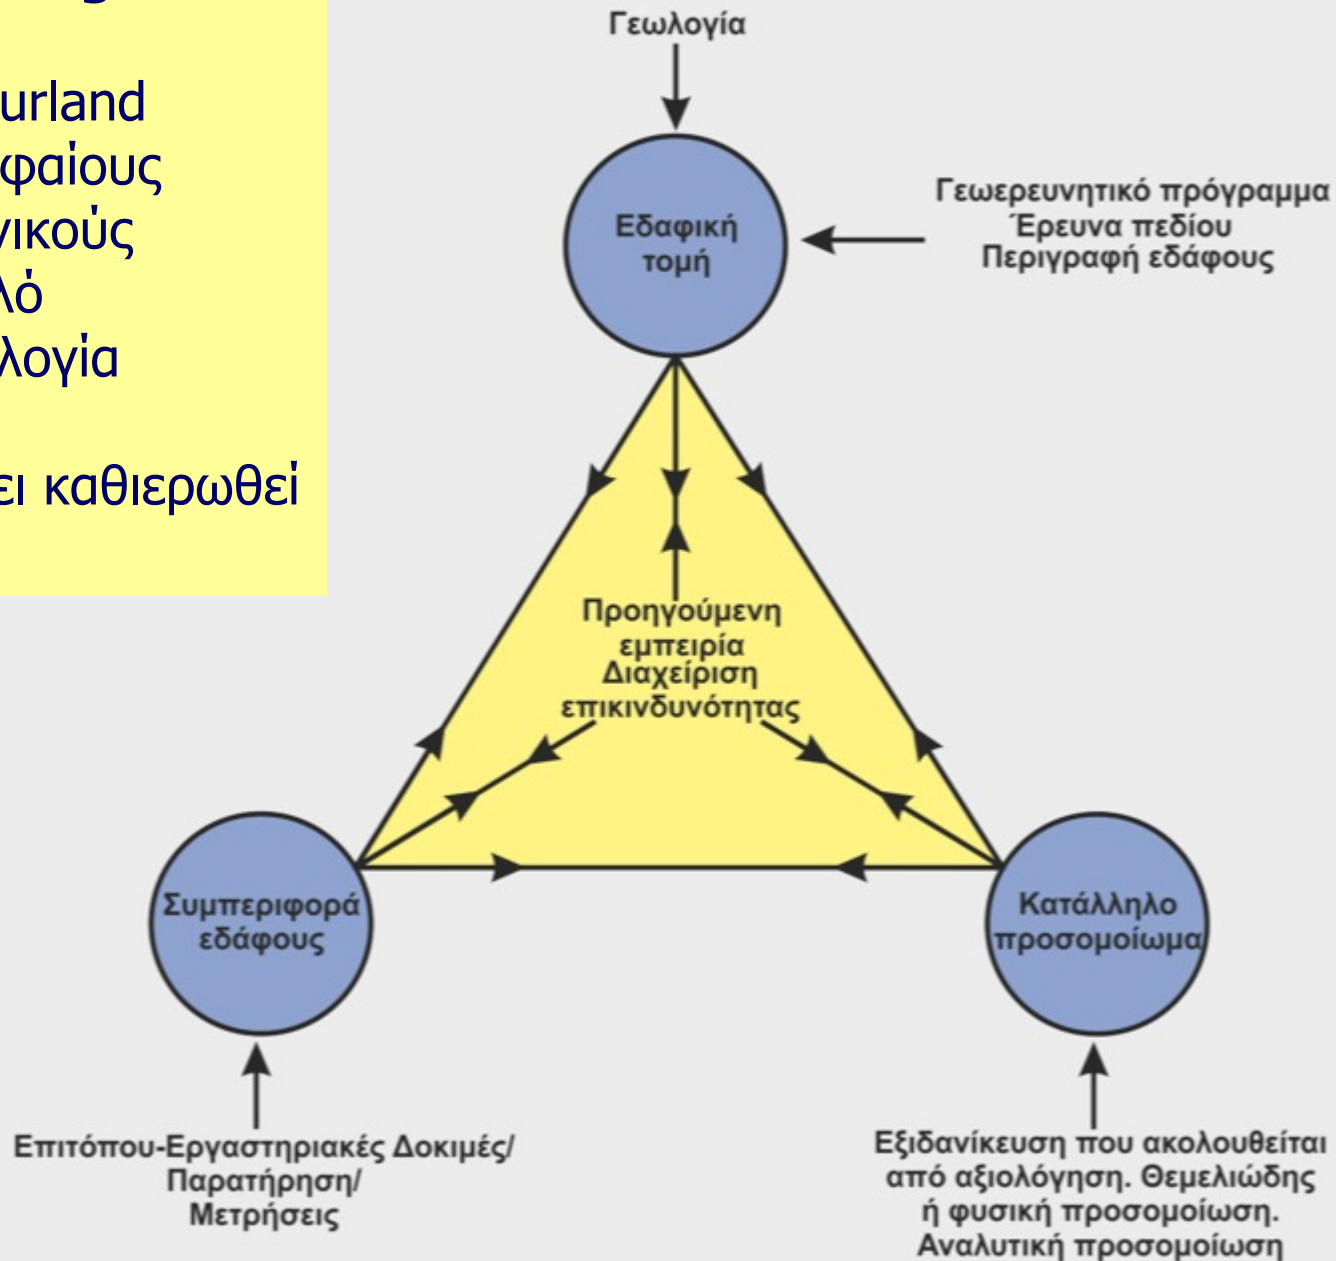 urland
φαίους
λό
λογία
ει καθιερωθεί
Γεωλογία
Εδαφική
τομή
Γεωερευνητικό πρόγραμμα
Έρευνα πεδίου
Περιγραφή εδάφους
Προηγούμενη
εμπειρία
Διαχείριση
επικινδυνότητας
Συμπεριφορά
εδάφους
Κατάλληλο
προσομοίωμα
Επιτόπου-Εργαστηριακές Δοκιμές/
Παρατήρηση/
Μετρήσεις
Εξιδανίκευση που ακολουθείται
από αξιολόγηση. Θεμελιώδης
ή φυσική προσομοίωση.
Αναλυτική προσομοίωση